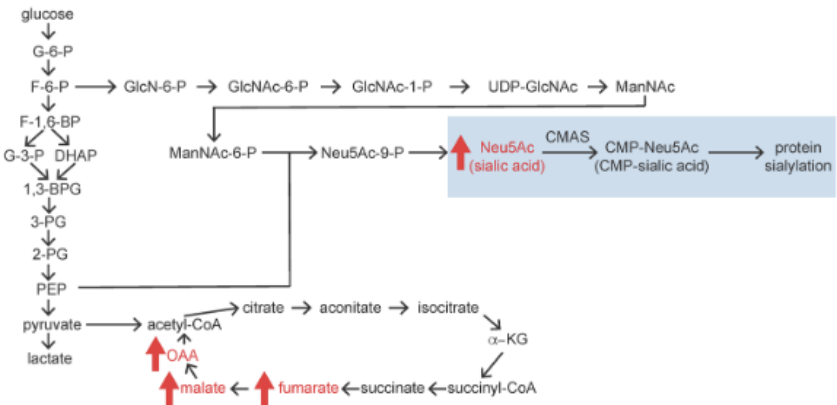 glucose
G-6-P
F-6-P → GlcN-6-P → GlcNAc-6-P → GlcNAc-1-P → UDP-GlcNAc → ManNAc
F-1,6-BP
G-3-P DHAP
ManNAc-6-P → Neu5Ac-9-P → Neu5Ac CMAS CMP-Neu5Ac → protein
(sialic acid) (CMP-sialic acid) sialylation
1,3-BPG
3-PG
2-PG
PEP
citrate → aconitate → isocitrate
pyruvate → acetyl-CoA
α-KG
lactate
OAA
malate ← fumarate ← succinate ← succinyl-CoA